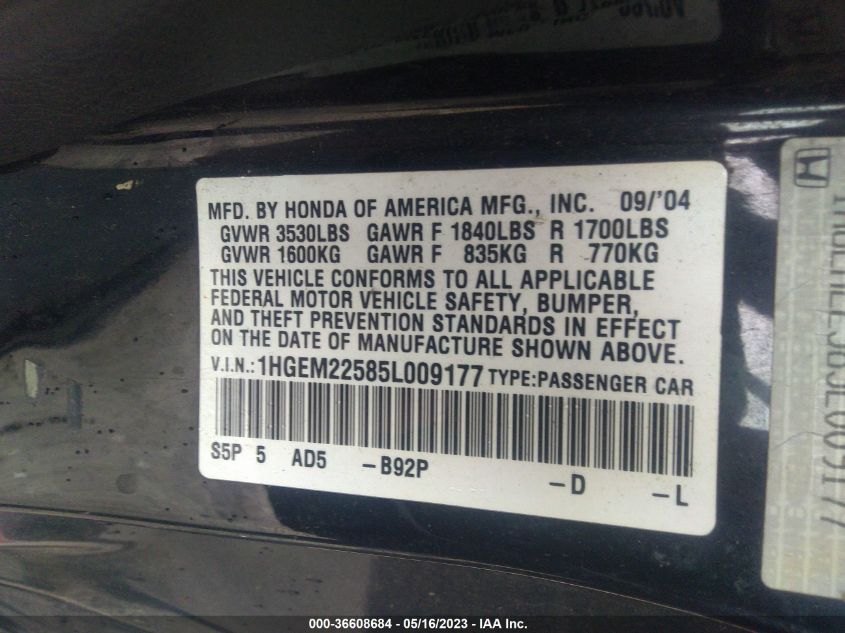 MFD. BY HONDA OF AMERICA MFG., INC. 09/'04
GVWR 3530LBS GAWR F 1840LBS R 1700LBS
GVWR 1600KG GAWR F 835KG R 770KG
THIS VEHICLE CONFORMS TO ALL APPLICABLE
FEDERAL MOTOR VEHICLE SAFETY, BUMPER,
AND THEFT PREVENTION STANDARDS IN EFFECT
ON THE DATE OF MANUFACTURE SHOWN ABOVE.
V.I.N.: 1HGEM22585L009177 TYPE:PASSENGER CAR
S5P 5 AD5 -B92P -D -L
1HGEM22585L009177
000-36608684 - 05/16/2023 - IAA Inc.